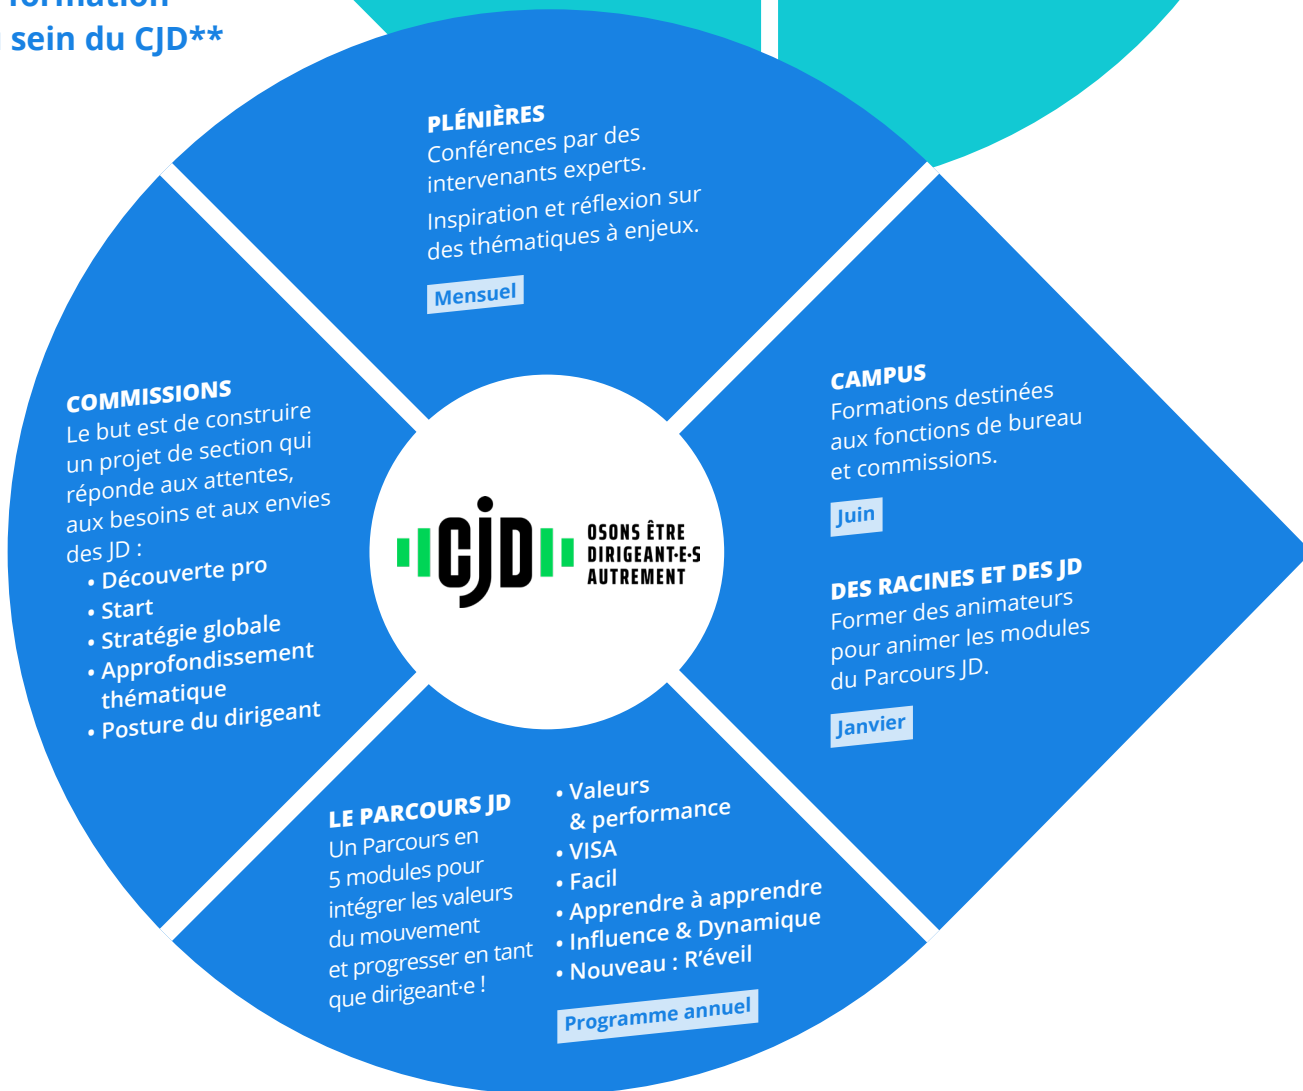 formation
sein du CJD**
PLÉNIÈRES
Conférences par des
intervenants experts.
Inspiration et réflexion sur
des thématiques à enjeux.
Mensuel
COMMISSIONS
Le but est de construire
un projet de section qui
réponde aux attentes,
aux besoins et aux envies
des JD :
• Découverte pro
• Start
• Stratégie globale
• Approfondissement
thématique
• Posture du dirigeant
CJD
OSONS ÊTRE
DIRIGEANT·E·S
AUTREMENT
CAMPUS
Formations destinées
aux fonctions de bureau
et commissions.
Juin
DES RACINES ET DES JD
Former des animateurs
pour animer les modules
du Parcours JD.
Janvier
LE PARCOURS JD
Un Parcours en
5 modules pour
intégrer les valeurs
du mouvement
et progresser en tant
que dirigeant·e !
• Valeurs
& performance
• VISA
• Facil
• Apprendre à apprendre
• Influence & Dynamique
• Nouveau : R’éveil
Programme annuel